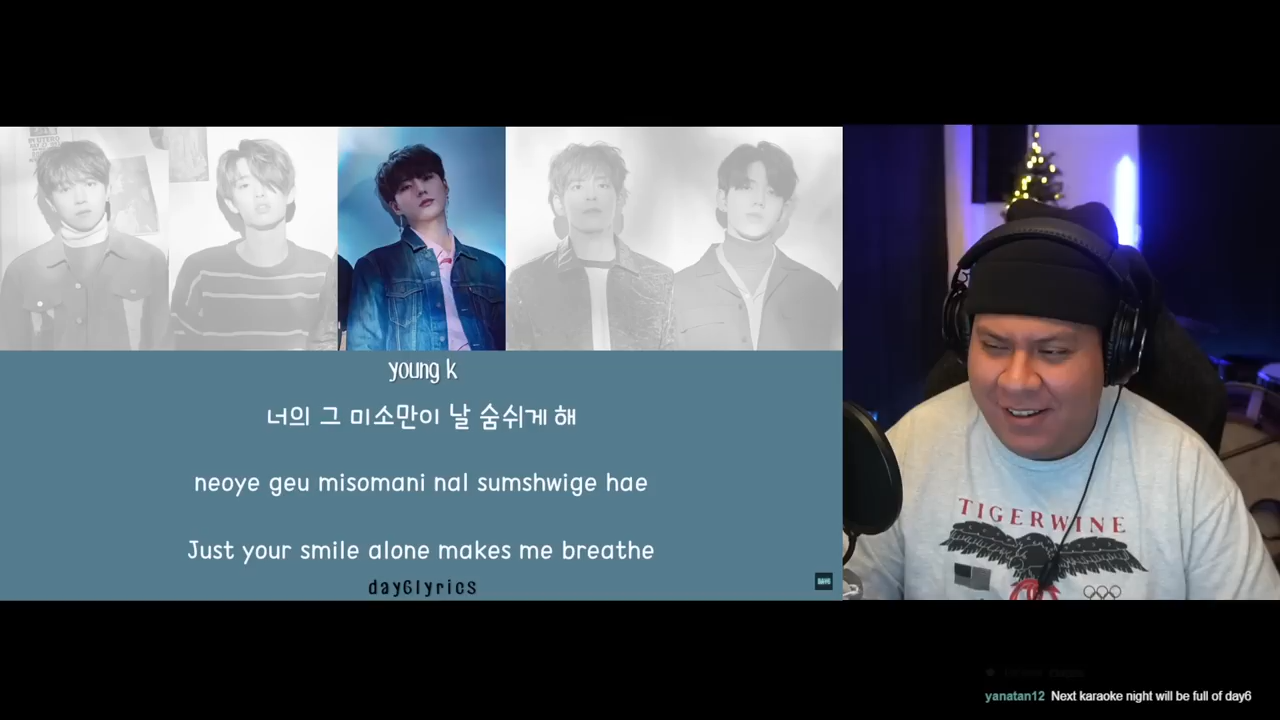 young k
너의 그 미소만이 날 숨쉬게 해
neoye geu misomani nal sumshwige hae
Just your smile alone makes me breathe
day6lyrics
DAY6
TIGERWINE
yanatan12 Next karaoke night will be full of day6